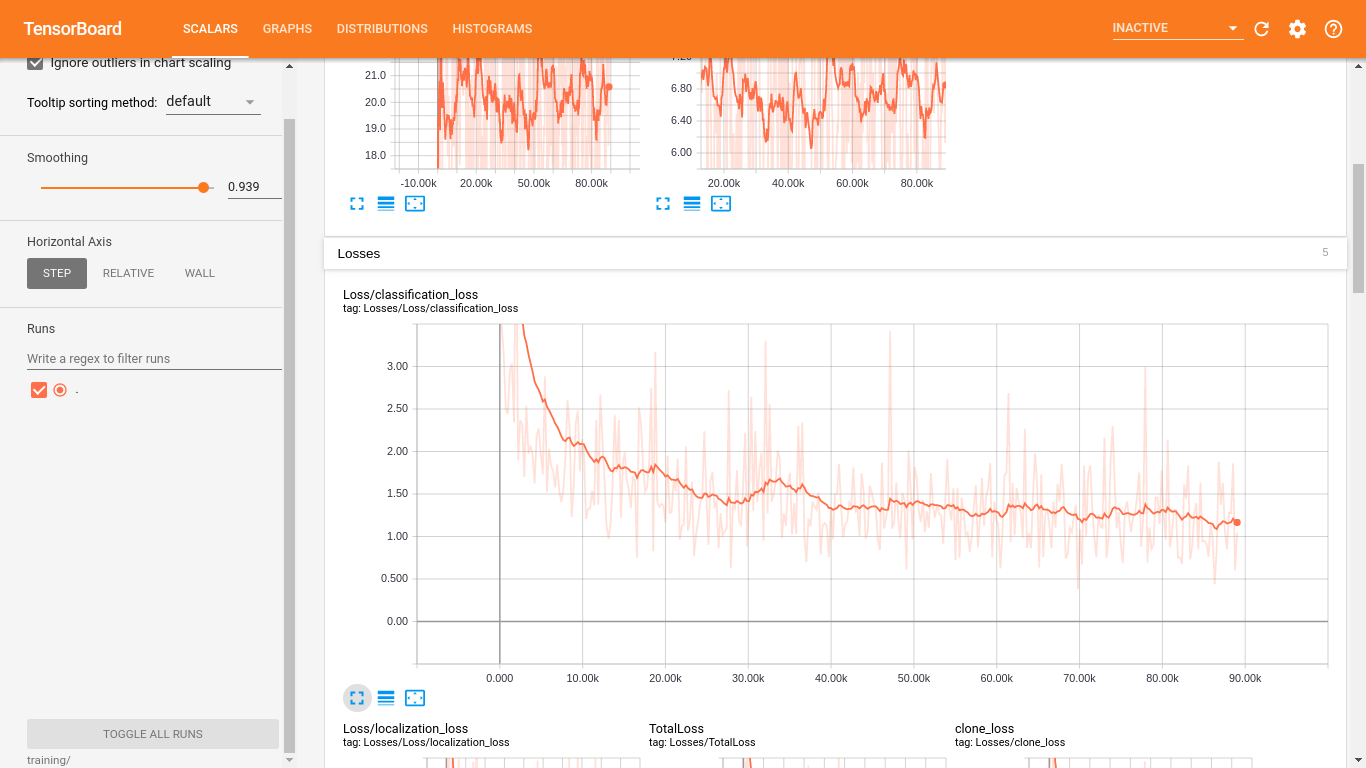 TensorBoard SCALARS GRAPHS DISTRIBUTIONS HISTOGRAMS INACTIVE
Ignore outliers in chart scaling
Tooltip sorting method: default
Smoothing
0.939
Horizontal Axis
STEP RELATIVE WALL
Runs
Write a regex to filter runs
.
TOGGLE ALL RUNS
training/
21.0
20.0
19.0
18.0
-10.00k 20.00k 50.00k 80.00k
7.20
6.80
6.40
6.00
20.00k 40.00k 60.00k 80.00k
Losses 5
Loss/classification_loss
tag: Losses/Loss/classification_loss
3.00
2.50
2.00
1.50
1.00
0.500
0.00
0.000 10.00k 20.00k 30.00k 40.00k 50.00k 60.00k 70.00k 80.00k 90.00k
Loss/localization_loss
tag: Losses/Loss/localization_loss
TotalLoss
tag: Losses/TotalLoss
clone_loss
tag: Losses/clone_loss